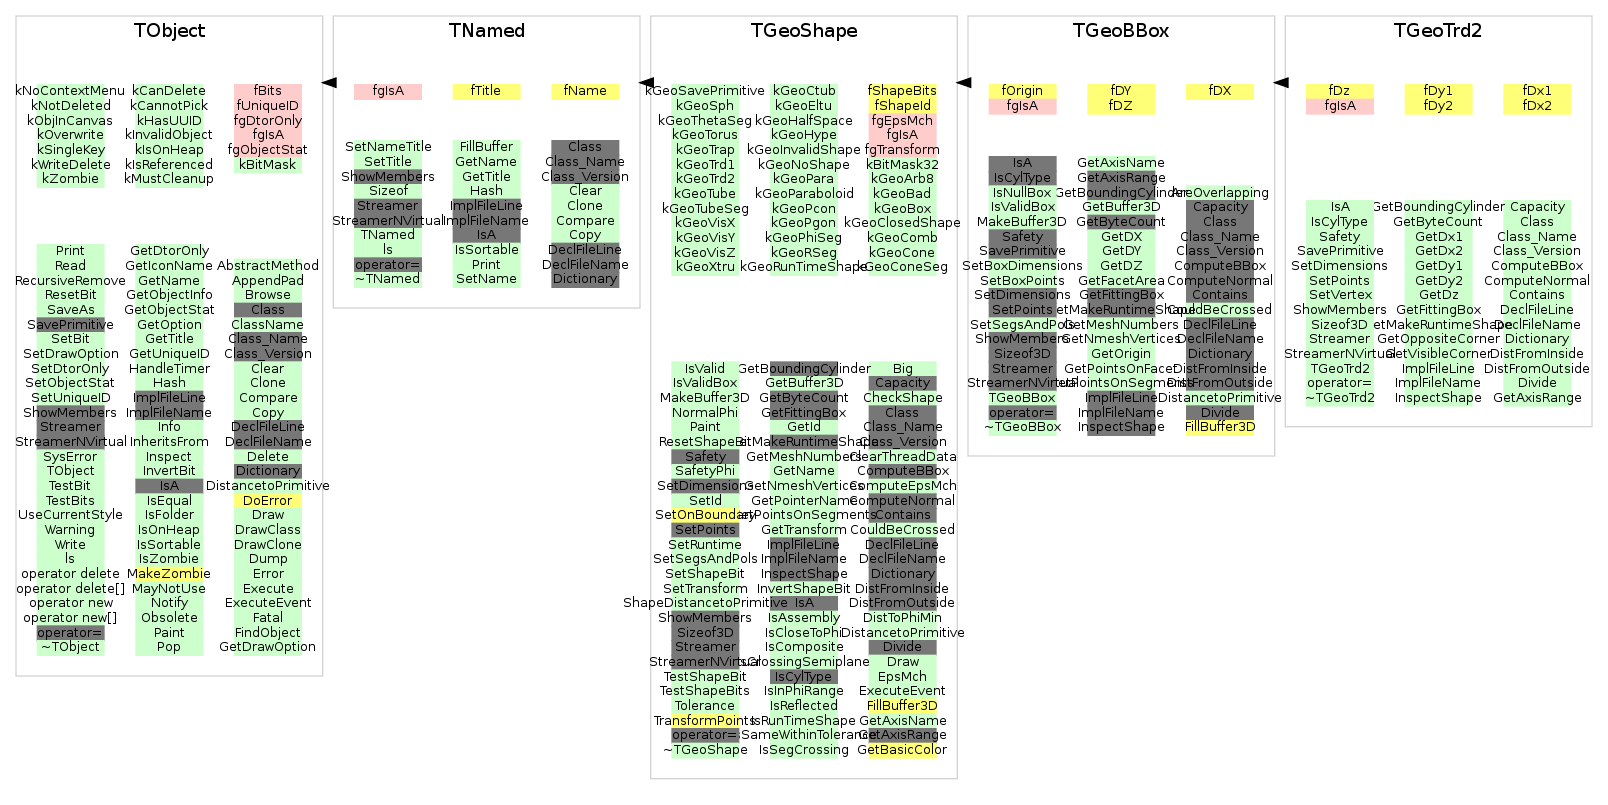 TObject
kNoContextMenu
kNotDeleted
kObjInCanvas
kOverwrite
kSingleKey
kWriteDelete
kZombie
kCanDelete
kCannotPick
kHasUUID
kInvalidObject
kIsOnHeap
kIsReferenced
kMustCleanup
fBits
fUniqueID
fgDtorOnly
fgIsA
fgObjectStat
kBitMask
Print
Read
RecursiveRemove
ResetBit
SaveAs
SavePrimitive
SetBit
SetDrawOption
SetDtorOnly
SetObjectStat
SetUniqueID
ShowMembers
Streamer
StreamerNVirtual
SysError
TObject
TestBit
TestBits
UseCurrentStyle
Warning
Write
ls
operator delete
operator delete[]
operator new
operator new[]
operator=
~TObject
GetDtorOnly
GetIconName
GetName
GetObjectInfo
GetObjectStat
GetOption
GetTitle
GetUniqueID
HandleTimer
Hash
ImplFileLine
ImplFileName
Info
InheritsFrom
Inspect
InvertBit
IsA
IsEqual
IsFolder
IsOnHeap
IsSortable
IsZombie
MakeZombie
MayNotUse
Notify
Obsolete
Paint
Pop
AbstractMethod
AppendPad
Browse
Class
ClassName
Class_Name
Class_Version
Clear
Clone
Compare
Copy
DeclFileLine
DeclFileName
Delete
Dictionary
DistancetoPrimitive
DoError
Draw
DrawClass
DrawClone
Dump
Error
Execute
ExecuteEvent
Fatal
FindObject
GetDrawOption
TNamed
fgIsA
fTitle
fName
SetNameTitle
SetTitle
ShowMembers
Sizeof
Streamer
StreamerNVirtual
TNamed
ls
operator=
~TNamed
FillBuffer
GetName
GetTitle
Hash
ImplFileLine
ImplFileName
IsA
IsSortable
Print
SetName
Class
Class_Name
Class_Version
Clear
Clone
Compare
Copy
DeclFileLine
DeclFileName
Dictionary
TGeoShape
kGeoSavePrimitive
kGeoSph
kGeoThetaSeg
kGeoTorus
kGeoTrap
kGeoTrd1
kGeoTrd2
kGeoTube
kGeoTubeSeg
kGeoVisX
kGeoVisY
kGeoVisZ
kGeoXtru
kGeoCtub
kGeoEltu
kGeoHalfSpace
kGeoHype
kGeoInvalidShape
kGeoNoShape
kGeoPara
kGeoParaboloid
kGeoPcon
kGeoPgon
kGeoPhiSeg
kGeoRSeg
kGeoRunTimeShape
fShapeBits
fShapeId
fgEpsMch
fgIsA
fgTransform
kBitMask32
kGeoArb8
kGeoBad
kGeoBox
kGeoClosedShape
kGeoComb
kGeoCone
kGeoConeSeg
IsValid
IsValidBox
MakeBuffer3D
NormalPhi
Paint
ResetShapeBit
Safety
SafetyPhi
SetDimensions
SetId
SetOnBoundary
SetPoints
SetRuntime
SetSegsAndPols
SetShapeBit
SetTransform
ShapeDistancetoPrimitive
ShowMembers
Sizeof3D
Streamer
StreamerNVirtual
TestShapeBit
TestShapeBits
Tolerance
TransformPoints
operator=
~TGeoShape
GetBoundingCylinder
GetBuffer3D
GetByteCount
GetFittingBox
GetId
etMakeRuntimeShape
GetMeshNumbers
GetName
GetNmeshVertices
GetPointerName
etPointsOnSegments
GetTransform
ImplFileLine
ImplFileName
InspectShape
InvertShapeBit
IsA
IsAssembly
IsCloseToPhi
IsComposite
IsCrossingSemiplane
IsCylType
IsInPhiRange
IsReflected
IsRunTimeShape
IsSameWithinTolerance
IsSegCrossing
Big
Capacity
CheckShape
Class
Class_Name
Class_Version
ClearThreadData
ComputeBBox
ComputeEpsMch
ComputeNormal
Contains
CouldBeCrossed
DeclFileLine
DeclFileName
Dictionary
DistFromInside
DistFromOutside
DistToPhiMin
DistancetoPrimitive
Divide
Draw
EpsMch
ExecuteEvent
FillBuffer3D
GetAxisName
GetAxisRange
GetBasicColor
TGeoBBox
fOrigin
fgIsA
fDY
fDZ
fDX
IsA
IsCylType
IsNullBox
IsValidBox
MakeBuffer3D
Safety
SavePrimitive
SetBoxDimensions
SetBoxPoints
SetDimensions
SetPoints
SetSegsAndPols
ShowMembers
Sizeof3D
Streamer
StreamerNVirtual
TGeoBBox
operator=
~TGeoBBox
GetAxisName
GetAxisRange
GetBoundingCylinder
GetBuffer3D
GetByteCount
GetDX
GetDY
GetDZ
GetFacetArea
GetFittingBox
etMakeRuntimeShape
GetMeshNumbers
GetNmeshVertices
GetOrigin
GetPointsOnFacet
etPointsOnSegments
ImplFileLine
ImplFileName
InspectShape
AreOverlapping
Capacity
Class
Class_Name
Class_Version
ComputeBBox
ComputeNormal
Contains
CouldBeCrossed
DeclFileLine
DeclFileName
Dictionary
DistFromInside
DistFromOutside
DistancetoPrimitive
Divide
FillBuffer3D
TGeoTrd2
fDz
fgIsA
fDy1
fDy2
fDx1
fDx2
IsA
IsCylType
Safety
SavePrimitive
SetDimensions
SetPoints
SetVertex
ShowMembers
Sizeof3D
Streamer
StreamerNVirtual
TGeoTrd2
operator=
~TGeoTrd2
GetBoundingCylinder
GetByteCount
GetDx1
GetDx2
GetDy1
GetDy2
GetDz
GetFittingBox
etMakeRuntimeShape
GetOppositeCorner
GetVisibleCorner
ImplFileLine
ImplFileName
InspectShape
Capacity
Class
Class_Name
Class_Version
ComputeBBox
ComputeNormal
Contains
DeclFileLine
DeclFileName
Dictionary
DistFromInside
DistFromOutside
Divide
GetAxisRange